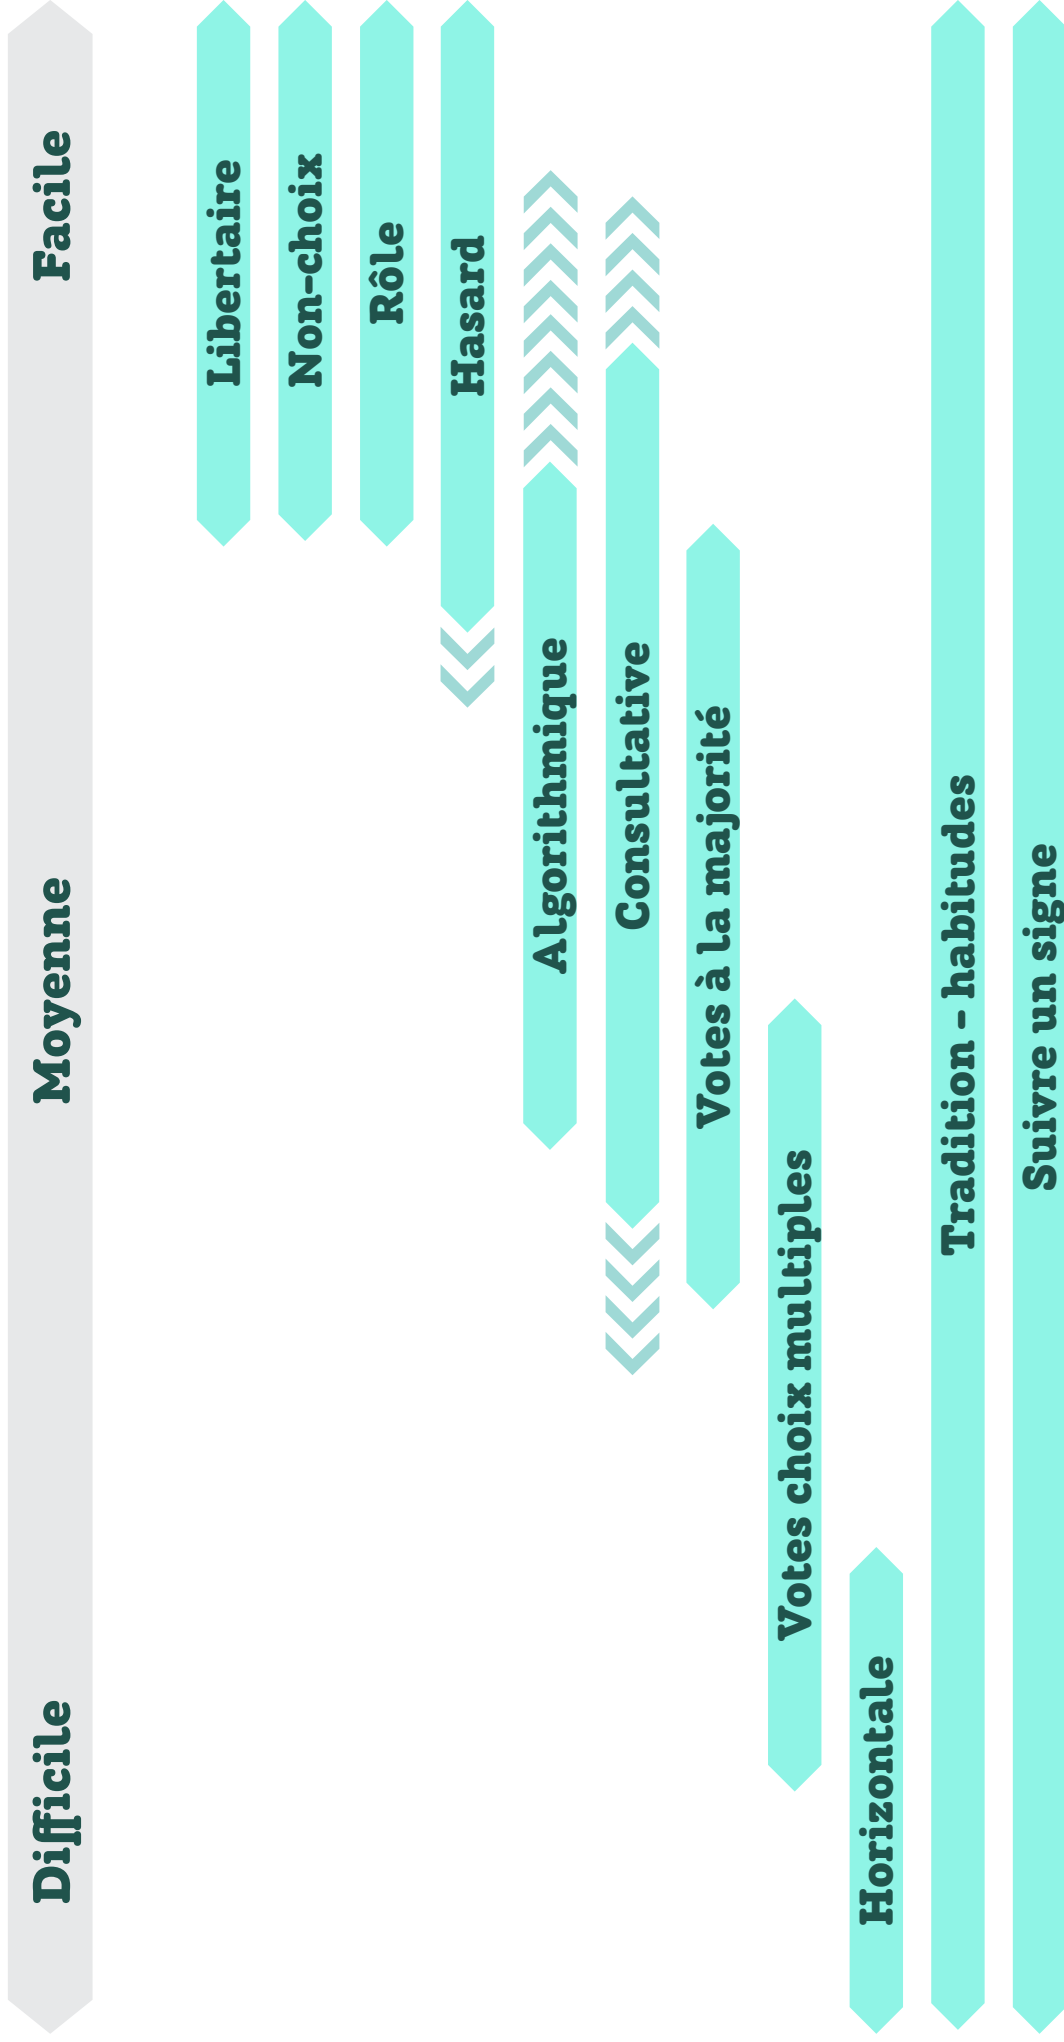 Difficile
Moyenne
Facile
Libertaire
Non-choix
Rôle
Hasard
Algorithmique
Consultative
Votes à la majorité
Votes choix multiples
Horizontale
Tradition - habitudes
Suivre un signe